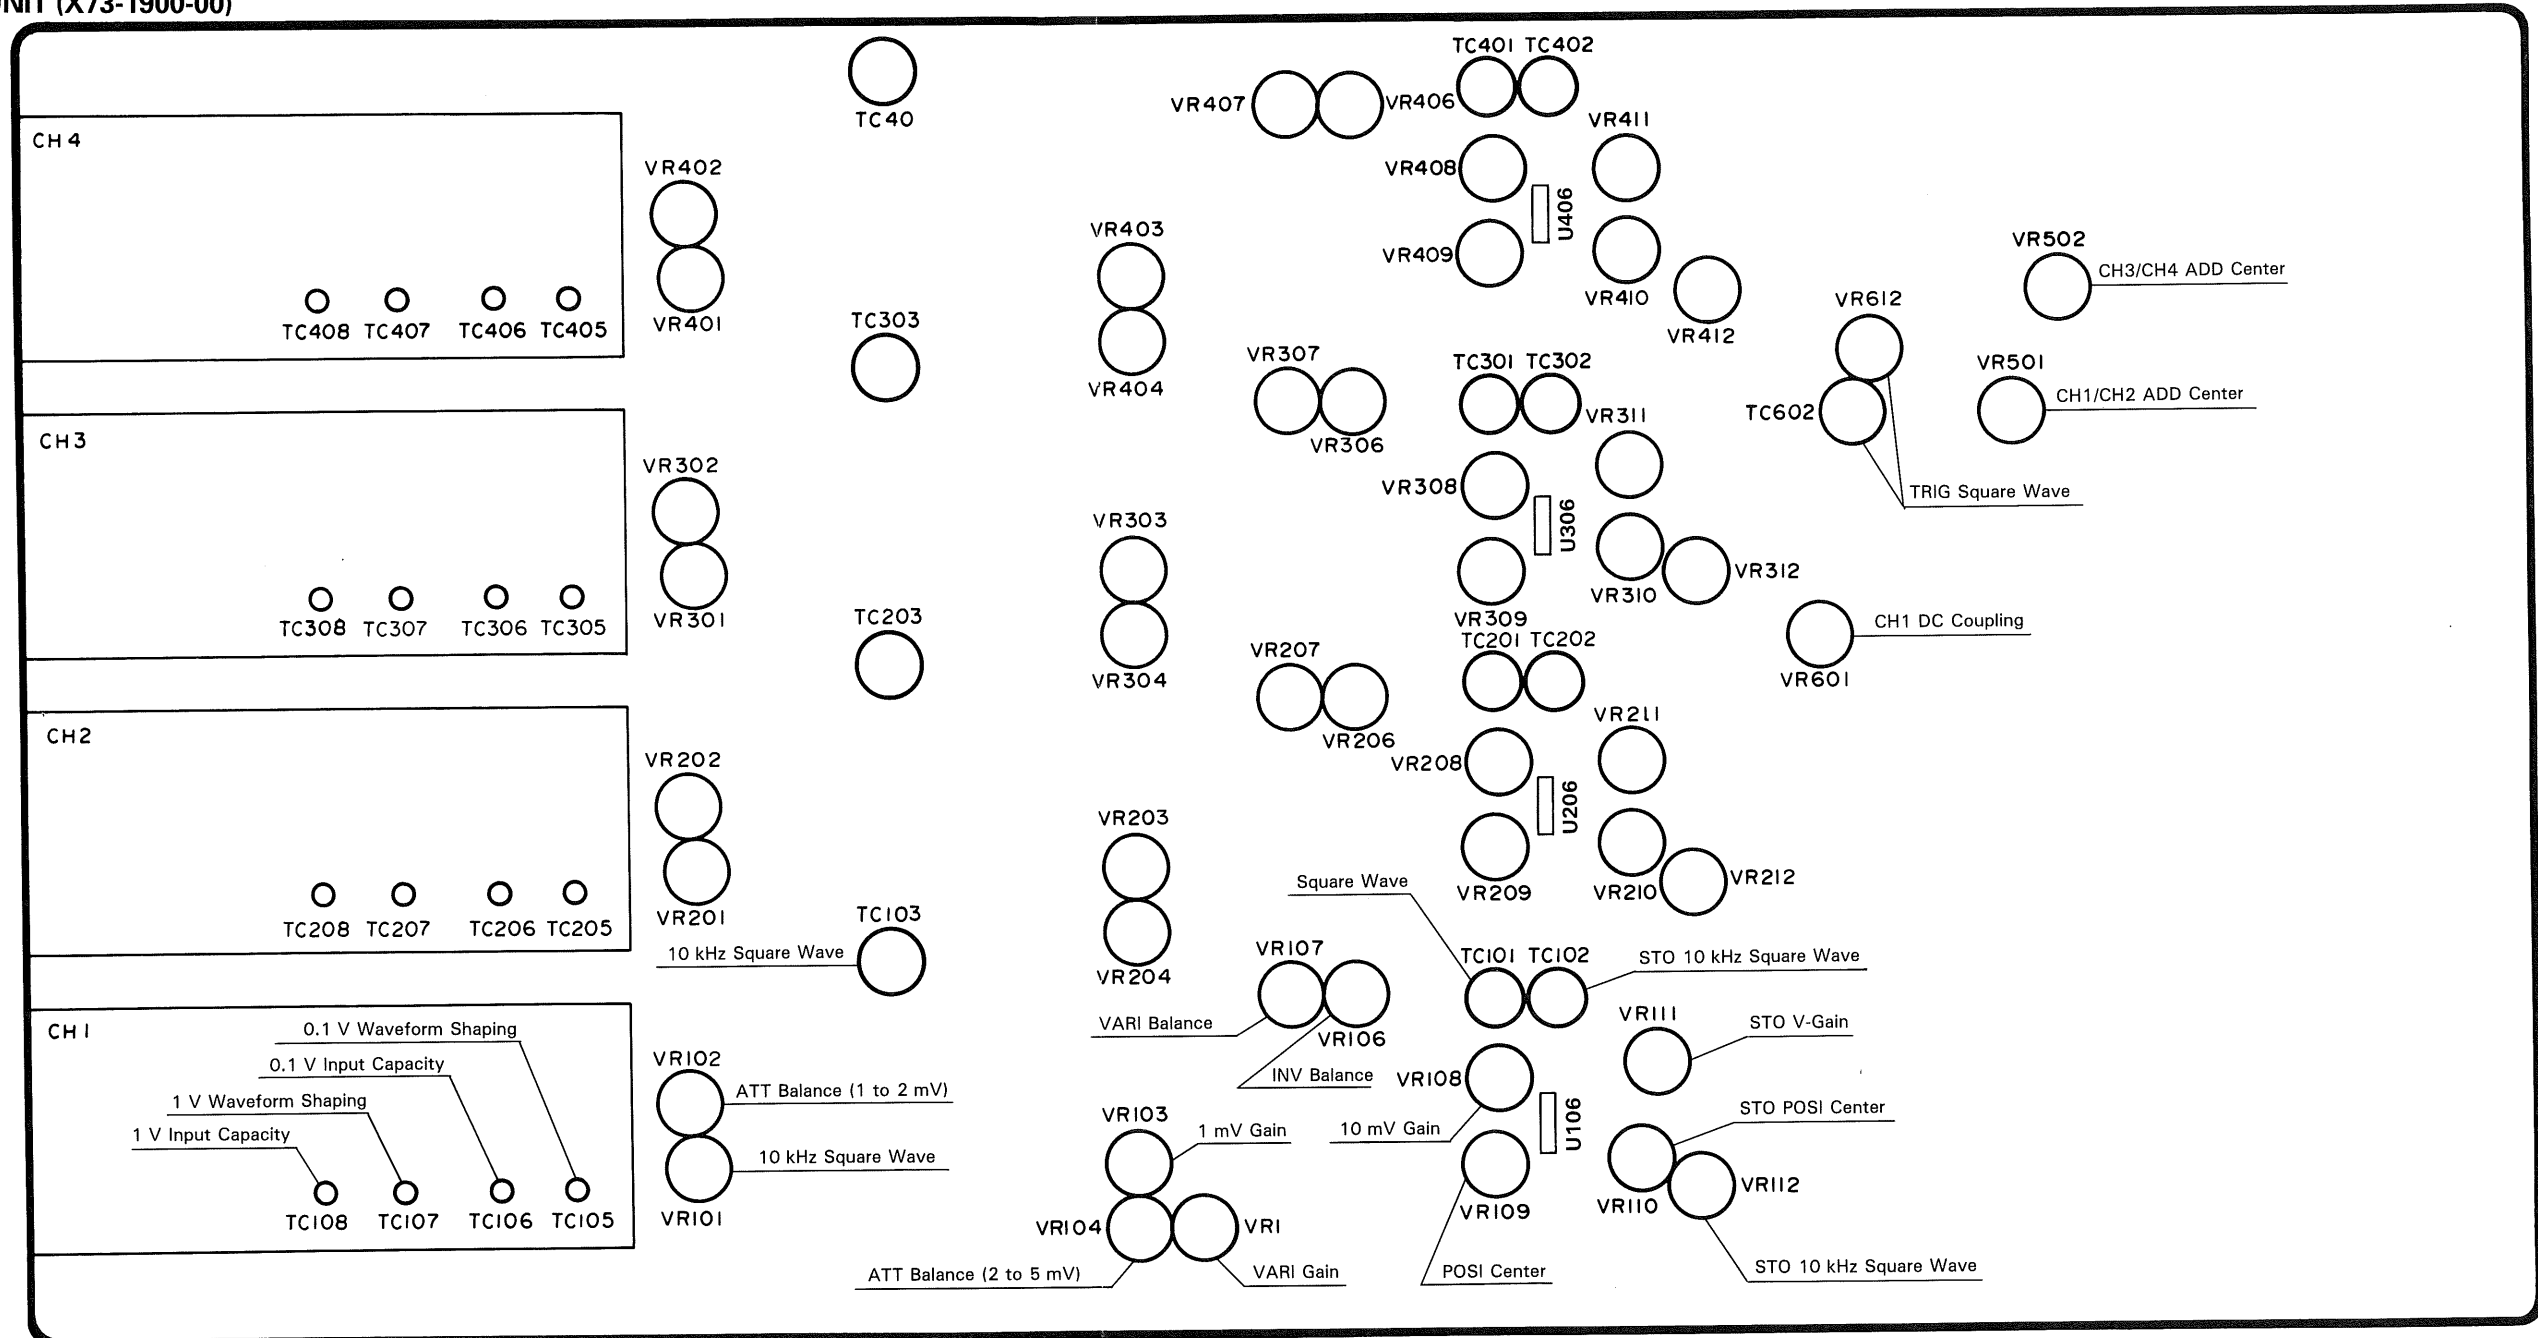 UNIT (X73-1900-00)
TC401 TC402
VR407
VR406
TC40
VR411
CH4
VR402
VR408
U406
VR403
VR409
VR502
CH3/CH4 ADD Center
VR410
VR612
TC408 TC407 TC406 TC405
VR401
TC303
VR412
VR307
TC301 TC302
VR501
VR404
CH1/CH2 ADD Center
VR311
TC602
CH3
VR306
VR302
VR308
TRIG Square Wave
VR303
U306
VR312
VR310
TC308 TC307 TC306 TC305
VR301
TC203
VR309
CH1 DC Coupling
TC201 TC202
VR207
VR304
VR601
VR211
CH2
VR206
VR202
VR208
VR203
U206
Square Wave
VR209
VR210
VR212
TC208 TC207 TC206 TC205
VR201
TC103
10 kHz Square Wave
VR107
TC101 TC102
STO 10 kHz Square Wave
VR204
CH1
0.1 V Waveform Shaping
VARI Balance
VR111
STO V-Gain
VR106
VR102
0.1 V Input Capacity
INV Balance
VR108
ATT Balance (1 to 2 mV)
1 V Waveform Shaping
VR103
U106
STO POSI Center
1 V Input Capacity
1 mV Gain
10 mV Gain
10 kHz Square Wave
VR112
TC108 TC107 TC106 TC105
VR101
VR109
VR110
VR104
VR1
ATT Balance (2 to 5 mV)
VARI Gain
POSI Center
STO 10 kHz Square Wave